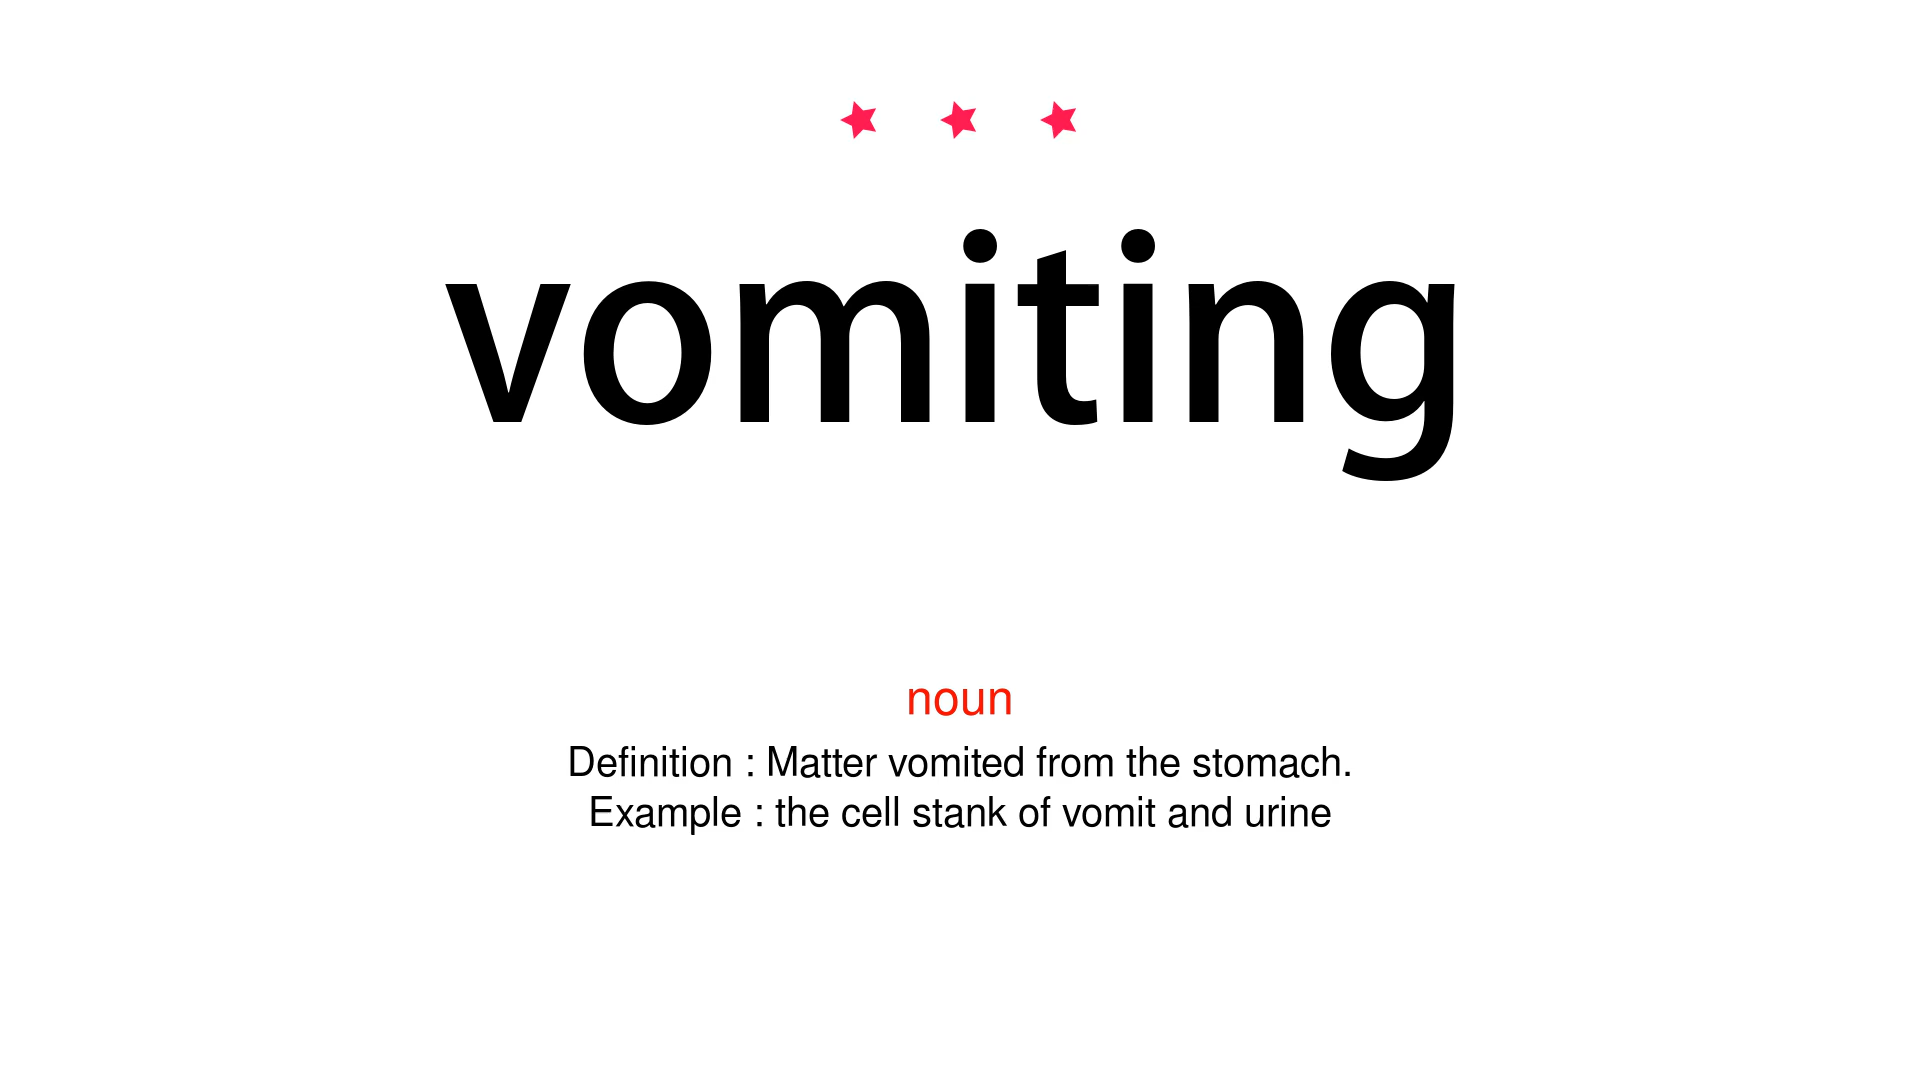 vomiting
noun
Definition : Matter vomited from the stomach.
Example : the cell stank of vomit and urine